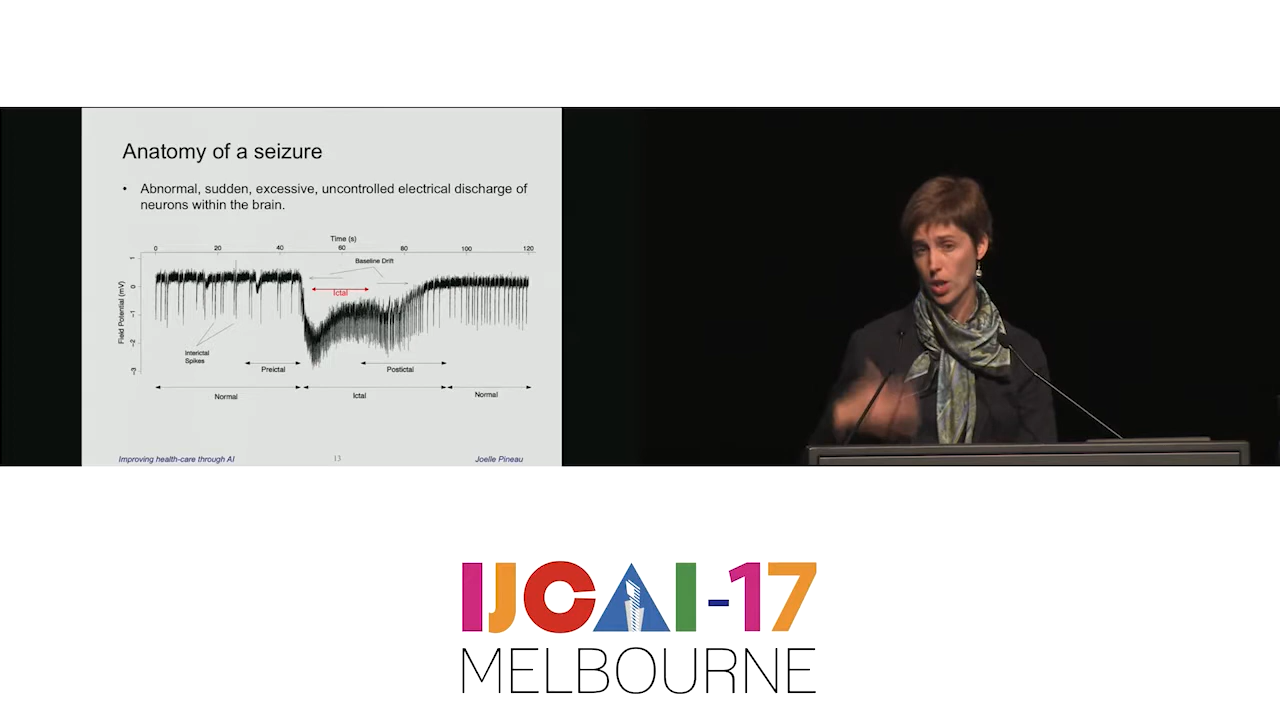 Anatomy of a seizure
• Abnormal, sudden, excessive, uncontrolled electrical discharge of
neurons within the brain.
Time (s)
0 20 40 60 80 100 120
Baseline Drift
Ictal
Field Potential (mV)
1
0
-1
-2
-3
Interictal
Spikes
Preictal
Postictal
Normal
Ictal
Normal
Improving health-care through AI
13
Joelle Pineau
IJCAI-17
MELBOURNE